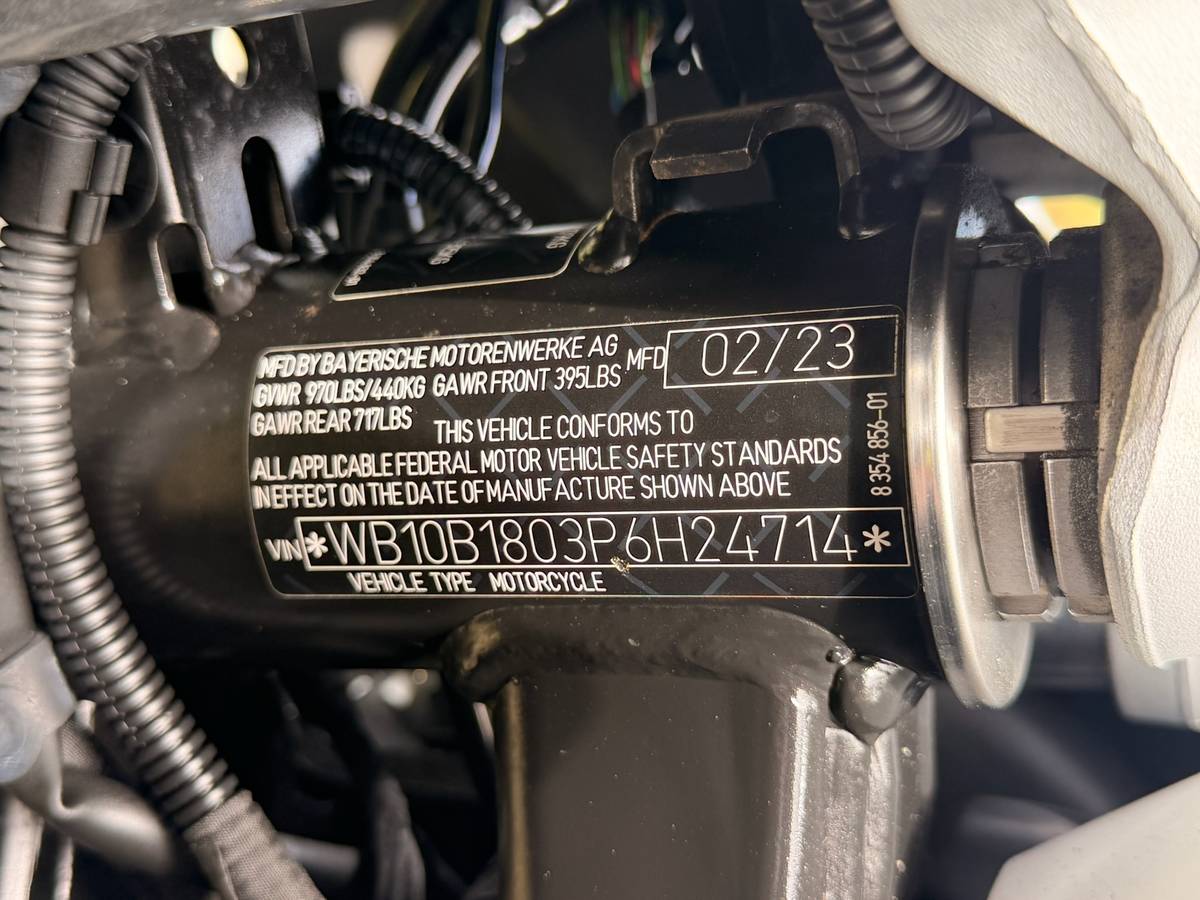 MFD BY BAYERISCHE MOTORENWERKE AG MFD 02/23
GVWR 970LBS/440KG GAWR FRONT 395LBS
GAWR REAR 717LBS
THIS VEHICLE CONFORMS TO
ALL APPLICABLE FEDERAL MOTOR VEHICLE SAFETY STANDARDS
IN EFFECT ON THE DATE OF MANUFACTURE SHOWN ABOVE
VIN *WB10B1803P6H24714*
VEHICLE TYPE MOTORCYCLE
8 354 856-01